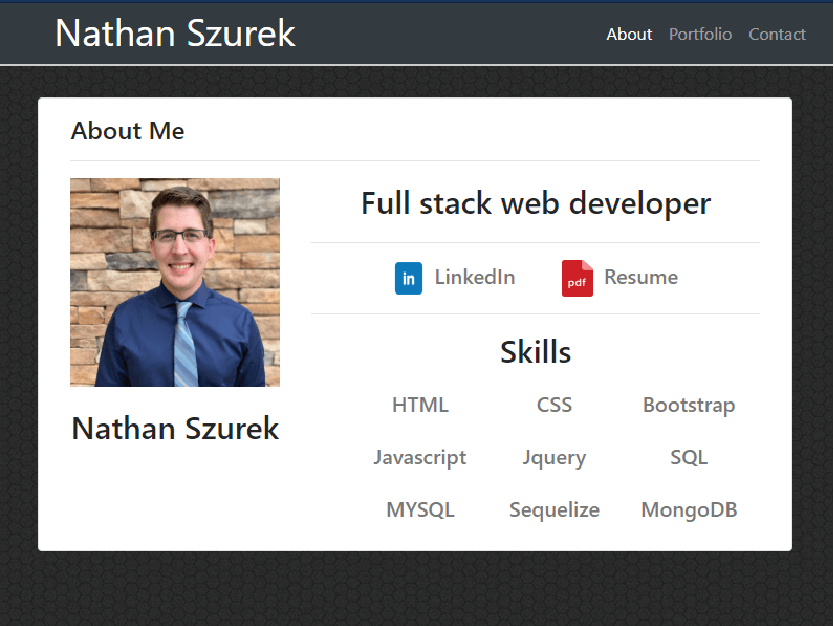 Nathan Szurek
About Portfolio Contact
About Me
Full stack web developer
in LinkedIn pdf Resume
Skills
HTML CSS Bootstrap
Nathan Szurek
Javascript Jquery SQL
MYSQL Sequelize MongoDB